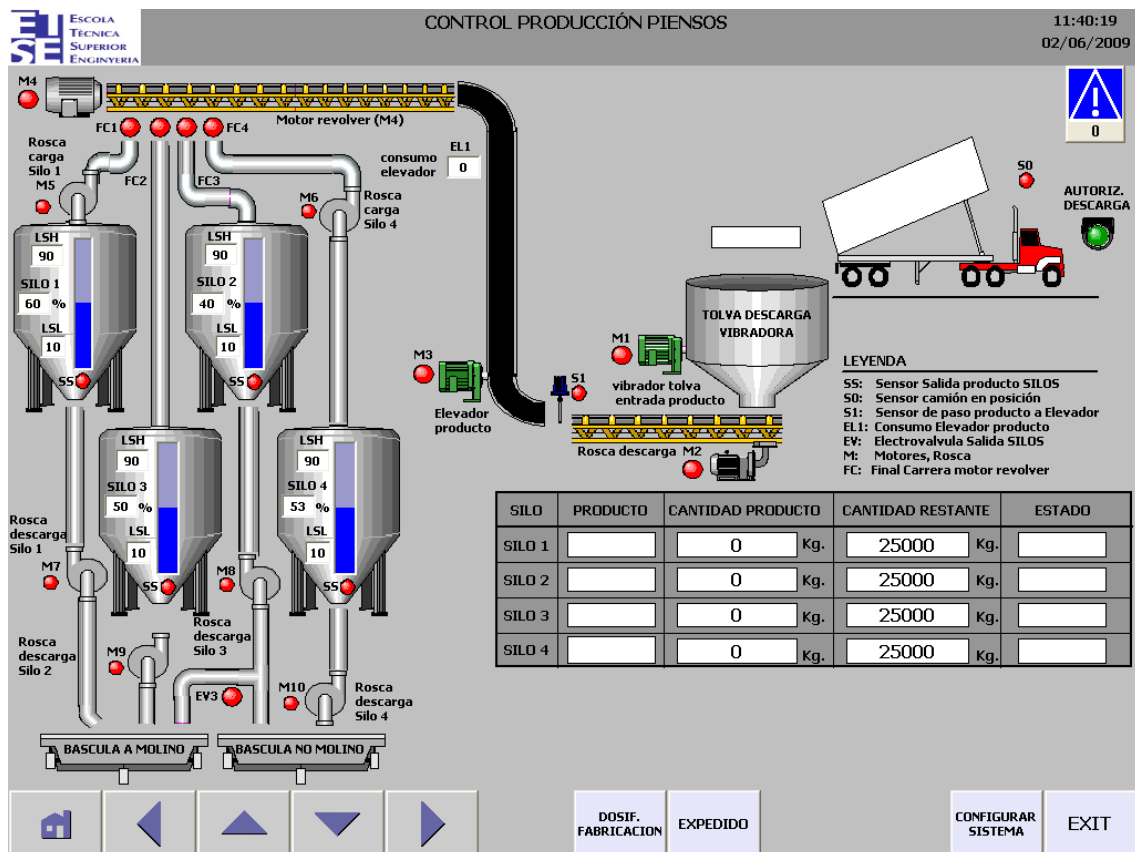 ESCOLA
TÈCNICA
SUPERIOR
ENGINYERIA
ETSE
CONTROL PRODUCCIÓN PIENSOS
11:40:19
02/06/2009
0
M4
Motor revolver (M4)
FC1
FC4
FC2
FC3
Rosca
carga
Silo 1
M5
M6
Rosca
carga
Silo 4
EL1
consumo
elevador
0
S0
AUTORIZ.
DESCARGA
LSH
90
SILO 1
60 %
LSL
10
SS
LSH
90
SILO 2
40 %
LSL
10
SS
TOLVA DESCARGA
VIBRADORA
M1
vibrador tolva
entrada producto
M3
Elevador
producto
S1
Rosca descarga M2
LEYENDA
SS: Sensor Salida producto SILOS
S0: Sensor camión en posición
S1: Sensor de paso producto a Elevador
EL1: Consumo Elevador producto
EV: Electrovalvula Salida SILOS
M: Motores, Rosca
FC: Final Carrera motor revolver
LSH
90
SILO 3
50 %
LSL
10
SS
LSH
90
SILO 4
53 %
LSL
10
SS
Rosca
descarga
Silo 1
M7
M8
Rosca
descarga
Silo 3
Rosca
descarga
Silo 2
M9
EV3
M10
Rosca
descarga
Silo 4
BASCULA A MOLINO
BASCULA NO MOLINO
SILO PRODUCTO CANTIDAD PRODUCTO CANTIDAD RESTANTE ESTADO
SILO 1 0 Kg. 25000 Kg.
SILO 2 0 Kg. 25000 Kg.
SILO 3 0 Kg. 25000 Kg.
SILO 4 0 Kg. 25000 Kg.
DOSIF.
FABRICACION
EXPEDIDO
CONFIGURAR
SISTEMA
EXIT